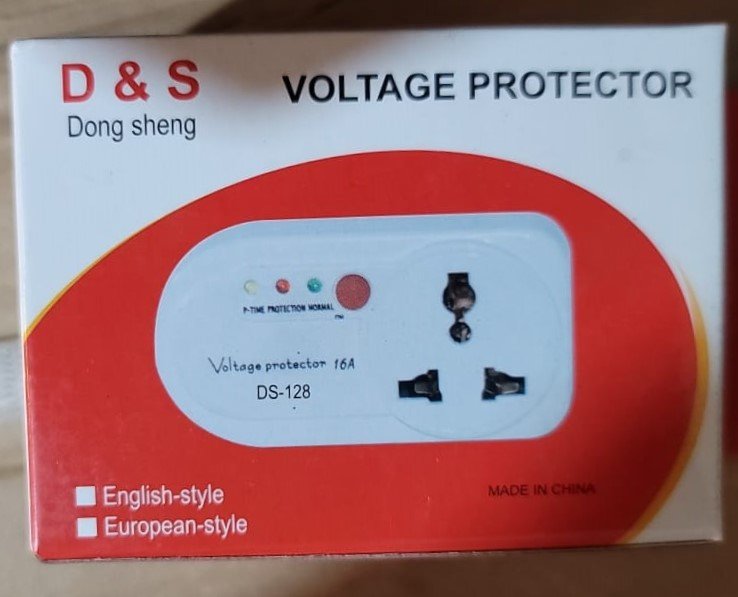 D & S
VOLTAGE PROTECTOR
Dong sheng
P-TIME PROTECTION NORMAL
Voltage protector 16A
DS-128
English-style
European-style
MADE IN CHINA